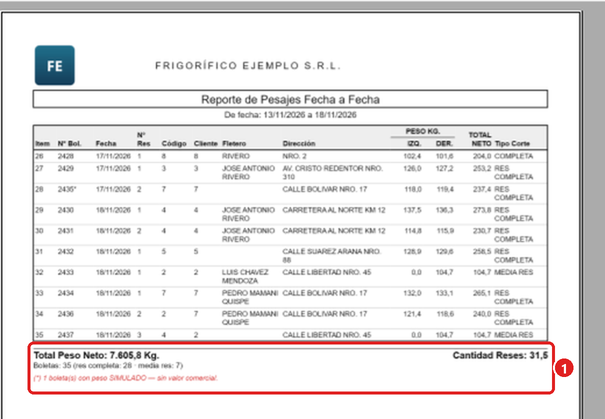 FE
FRIGORÍFICO EJEMPLO S.R.L.
Reporte de Pesajes Fecha a Fecha
De fecha: 13/11/2026 a 18/11/2026
N° PESO KG. TOTAL
Item N° Bol. Fecha Res Código Cliente Fletero Dirección IZQ. DER. NETO Tipo Corte
26 2428 17/11/2026 1 8 8 RIVERO NRO. 2 102,4 101,6 204,0 COMPLETA
27 2429 17/11/2026 1 3 3 JOSE ANTONIO AV. CRISTO REDENTOR NRO. 126,0 127,2 253,2 RES
RIVERO 310 COMPLETA
28 2435* 17/11/2026 2 7 7 CALLE BOLIVAR NRO. 17 118,0 119,4 237,4 RES
COMPLETA
29 2430 18/11/2026 1 4 4 JOSE ANTONIO CARRETERA AL NORTE KM 12 137,5 136,3 273,8 RES
RIVERO COMPLETA
30 2431 18/11/2026 2 4 4 JOSE ANTONIO CARRETERA AL NORTE KM 12 114,8 115,9 230,7 RES
RIVERO COMPLETA
31 2432 18/11/2026 1 5 5 CALLE SUAREZ ARANA NRO. 128,9 129,6 258,5 RES
88 COMPLETA
32 2433 18/11/2026 1 2 2 LUIS CHAVEZ CALLE LIBERTAD NRO. 45 0,0 104,7 104,7 MEDIA RES
MENDOZA
33 2434 18/11/2026 1 7 7 PEDRO MAMANI CALLE BOLIVAR NRO. 17 132,0 133,1 265,1 RES
QUISPE COMPLETA
34 2436 18/11/2026 2 2 7 PEDRO MAMANI CALLE BOLIVAR NRO. 17 121,4 118,6 240,0 RES
QUISPE COMPLETA
35 2437 18/11/2026 3 4 2 CALLE LIBERTAD NRO. 45 0,0 104,7 104,7 MEDIA RES
Total Peso Neto: 7.605,8 Kg. Cantidad Reses: 31,5
Boletas: 35 (res completa: 28 · media res: 7)
(*) 1 boleta(s) con peso SIMULADO — sin valor comercial.
1